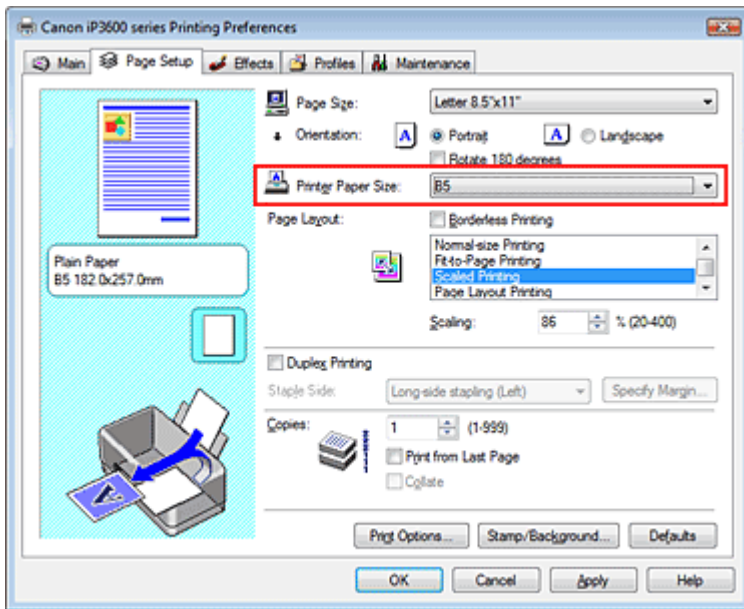 Canon iP3600 series Printing Preferences
Main Page Setup Effects Profiles Maintenance
Page Size: Letter 8.5"x11"
Orientation: A Portrait A Landscape
Rotate 180 degrees
Printer Paper Size: B5
Page Layout: Borderless Printing
Normal-size Printing
Fit-to-Page Printing
Scaled Printing
Page Layout Printing
Plain Paper
B5 182.0x257.0mm
Scaling: 86 % (20-400)
Duplex Printing
Staple Side: Long-side stapling (Left) Specify Margin...
Copies: 1 (1-999)
Print from Last Page
Collate
Print Options... Stamp/Background... Defaults
OK Cancel Apply Help